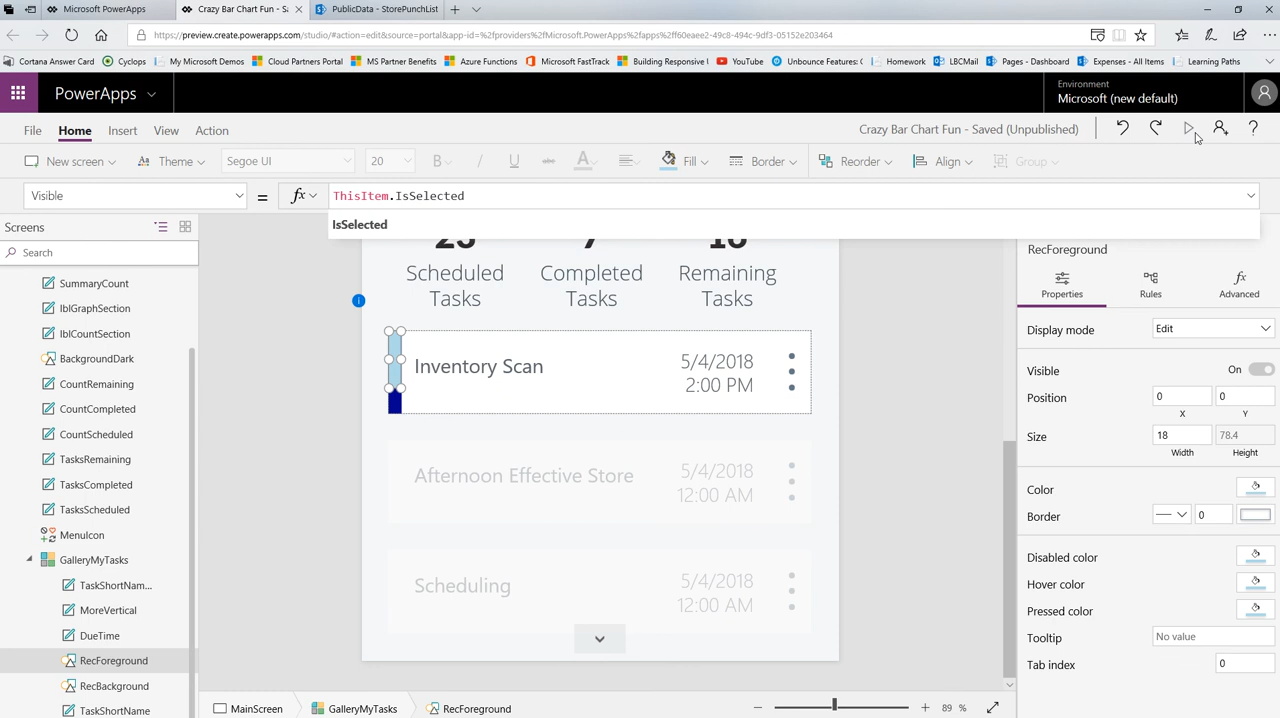 Microsoft PowerApps
Crazy Bar Chart Fun - Sa
PublicData - StorePunchList
https://preview.create.powerapps.com/studio/#action=edit&source=portal&app-id=%2fproviders%2fMicrosoft.PowerApps%2fapps%2ff60eaee2-49c8-494c-9df3-05152e203464
Cortana Answer Card
Cyclops
My Microsoft Demos
Cloud Partners Portal
MS Partner Benefits
Azure Functions
Microsoft FastTrack
Building Responsive
YouTube
Unbounce Features:
Homework
LBCMail
Pages - Dashboard
Expenses - All Items
Learning Paths
PowerApps
Environment
Microsoft (new default)
File Home Insert View Action
Crazy Bar Chart Fun - Saved (Unpublished)
?
New screen
Theme
Segoe UI
20
B
/
U
abc
A
Fill
Border
Reorder
Align
Group
Visible
=
fx
ThisItem.IsSelected
IsSelected
Screens
Search
SummaryCount
lblGraphSection
lblCountSection
BackgroundDark
CountRemaining
CountCompleted
CountScheduled
TasksRemaining
TasksCompleted
TasksScheduled
MenuIcon
GalleryMyTasks
TaskShortNam...
MoreVertical
DueTime
RecForeground
RecBackground
TaskShortName
Scheduled
Tasks
Completed
Tasks
Remaining
Tasks
Inventory Scan
5/4/2018
2:00 PM
Afternoon Effective Store
5/4/2018
12:00 AM
Scheduling
5/4/2018
12:00 AM
RecForeground
Properties
Rules
fx
Advanced
Display mode
Edit
Visible
On
Position
0
0
X
Y
Size
18
78.4
Width
Height
Color
Border
0
Disabled color
Hover color
Pressed color
Tooltip
No value
Tab index
0
MainScreen
GalleryMyTasks
RecForeground
89 %